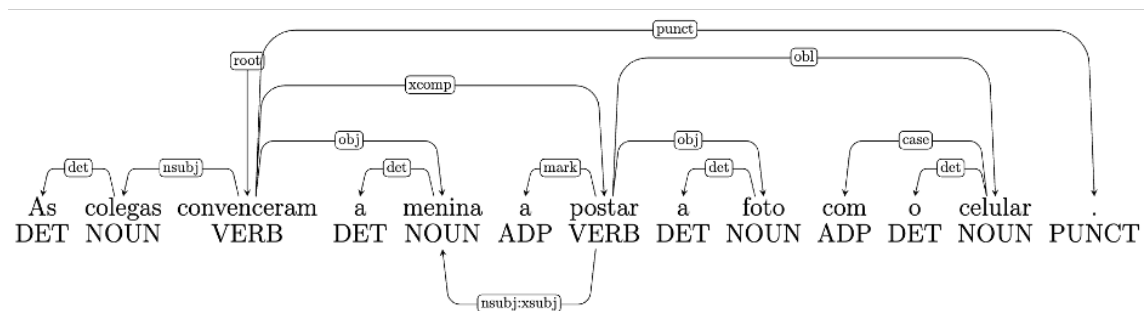 punct
root
obl
xcomp
obj
obj
case
det
nsubj
det
mark
det
det
As colegas convenceram a menina a postar a foto com o celular .
DET NOUN VERB DET NOUN ADP VERB DET NOUN ADP DET NOUN PUNCT
nsubj:xsubj